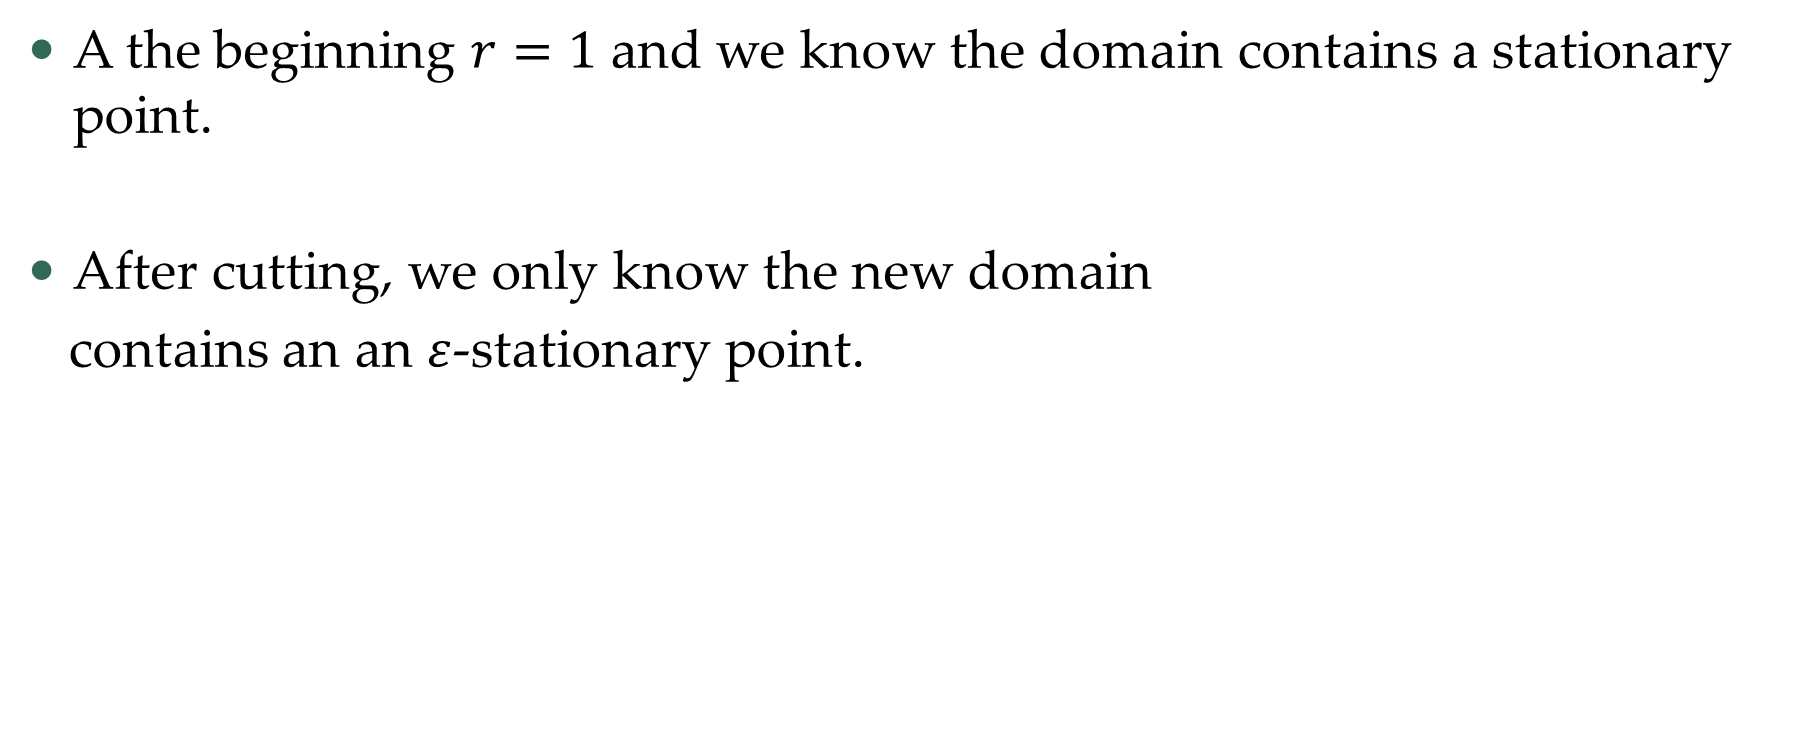 • A the beginning r = 1 and we know the domain contains a stationary
point.
• After cutting, we only know the new domain
contains an an ε-stationary point.